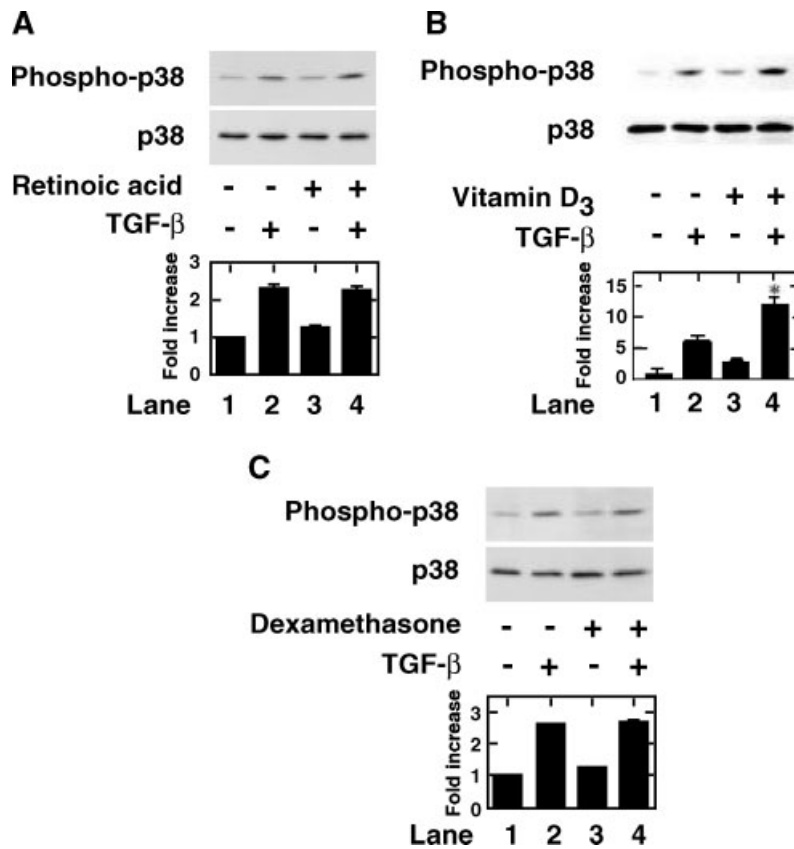 A
Phospho-p38
p38
Retinoic acid - - + +
TGF-β - + - +
Fold increase
3
2
1
0
Lane 1 2 3 4
B
Phospho-p38
p38
Vitamin D3 - - + +
TGF-β - + - +
Fold increase
15
10
5
0
*
Lane 1 2 3 4
C
Phospho-p38
p38
Dexamethasone - - + +
TGF-β - + - +
Fold increase
3
2
1
0
Lane 1 2 3 4